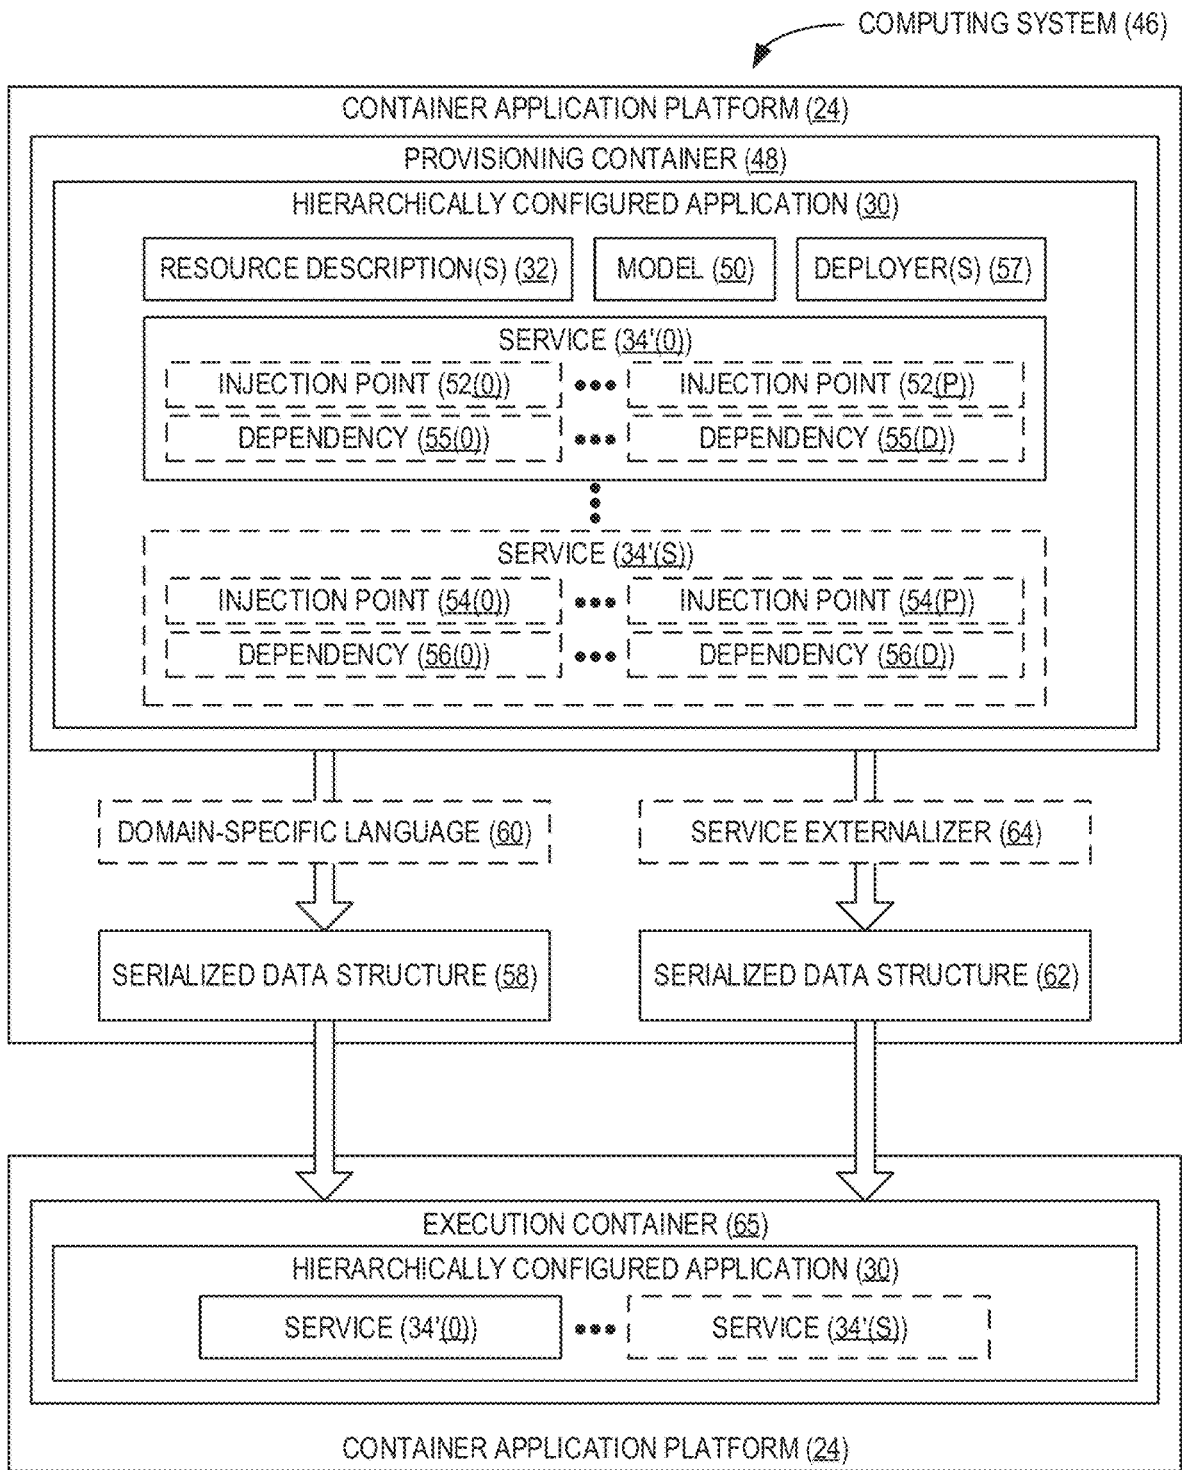 COMPUTING SYSTEM (46)
CONTAINER APPLICATION PLATFORM (24)
PROVISIONING CONTAINER (48)
HIERARCHICALLY CONFIGURED APPLICATION (30)
RESOURCE DESCRIPTION(S) (32) MODEL (50) DEPLOYER(S) (57)
SERVICE (34'(0))
INJECTION POINT (52(0)) ••• INJECTION POINT (52(P))
DEPENDENCY (55(0)) ••• DEPENDENCY (55(D))
SERVICE (34'(S))
INJECTION POINT (54(0)) ••• INJECTION POINT (54(P))
DEPENDENCY (56(0)) ••• DEPENDENCY (56(D))
DOMAIN-SPECIFIC LANGUAGE (60) SERVICE EXTERNALIZER (64)
SERIALIZED DATA STRUCTURE (58) SERIALIZED DATA STRUCTURE (62)
EXECUTION CONTAINER (65)
HIERARCHICALLY CONFIGURED APPLICATION (30)
SERVICE (34'(0)) ••• SERVICE (34'(S))
CONTAINER APPLICATION PLATFORM (24)